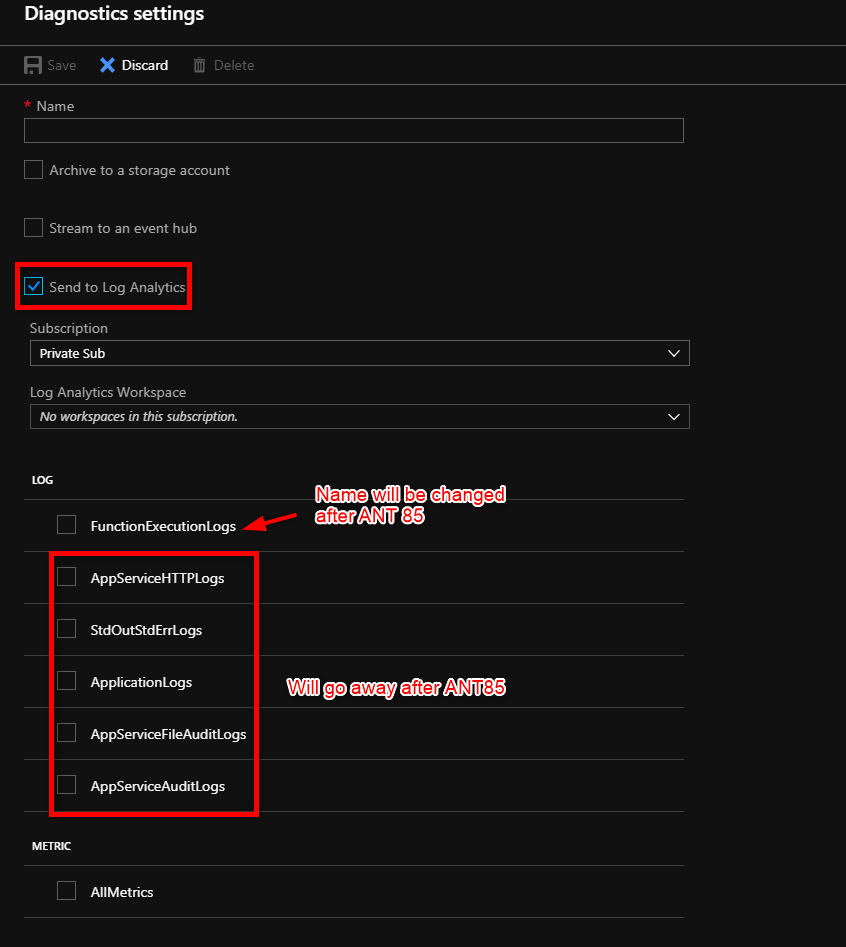 Diagnostics settings
Save Discard Delete
* Name
Archive to a storage account
Stream to an event hub
Send to Log Analytics
Subscription
Private Sub
Log Analytics Workspace
No workspaces in this subscription.
LOG
Name will be changed
after ANT 85
FunctionExecutionLogs
AppServiceHTTPLogs
StdOutStdErrLogs
ApplicationLogs
Will go away after ANT85
AppServiceFileAuditLogs
AppServiceAuditLogs
METRIC
AllMetrics